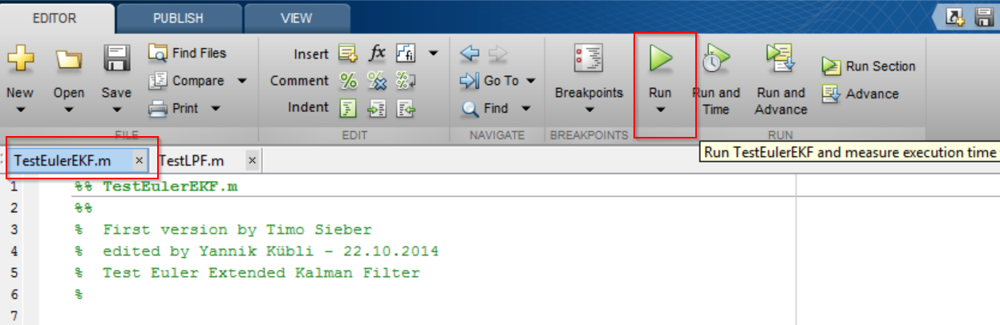 EDITOR PUBLISH VIEW
New Open Save Find Files Compare Print
FILE
Insert fx fi
Comment
Indent
EDIT
Go To
Find
NAVIGATE
Breakpoints
BREAKPOINTS
Run Run and Time Run and Advance Run Section
Advance
RUN
Run TestEulerEKF and measure execution time
TestEulerEKF.m × TestLPF.m ×
1 %% TestEulerEKF.m
2 %%
3 % First version by Timo Sieber
4 % edited by Yannik Kübli - 22.10.2014
5 % Test Euler Extended Kalman Filter
6 %
7